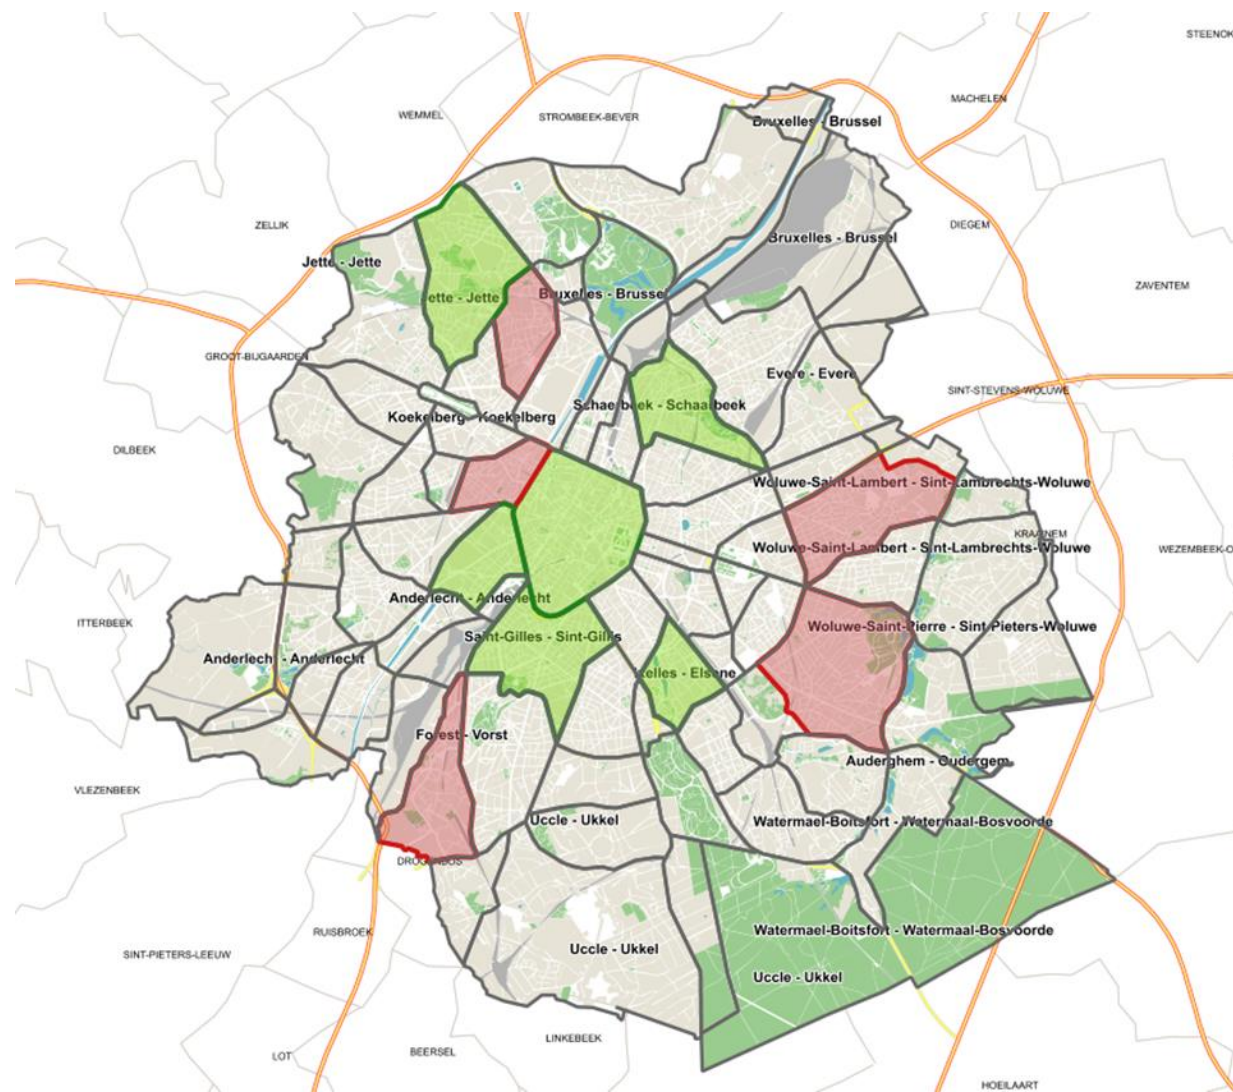 STEENOK
MACHELEN
WEMMEL
STROMBEEK-BEVER
Bruxelles - Brussel
ZELLIK
DIEGEM
Bruxelles - Brussel
Jette - Jette
ZAVENTEM
Jette - Jette
Bruxelles - Brussel
GROOT-BIJGAARDEN
Evere - Evere
SINT-STEVENS-WOLUWE
Schaerbeek - Schaarbeek
Koekelberg - Koekelberg
DILBEEK
Woluwe-Saint-Lambert - Sint-Lambrechts-Woluwe
KRAAINEM
Woluwe-Saint-Lambert - Sint-Lambrechts-Woluwe
WEZEMBEEK-O
Anderlecht - Anderlecht
ITTERBEEK
Woluwe-Saint-Pierre - Sint-Pieters-Woluwe
Saint-Gilles - Sint-Gillis
Anderlecht - Anderlecht
xelles - Elsene
Forest - Vorst
Auderghem - Oudergem
VLEZENBEEK
Uccle - Ukkel
Watermael-Boitsfort - Watermaal-Bosvoorde
DROGENBOS
RUISBROEK
Watermael-Boitsfort - Watermaal-Bosvoorde
SINT-PIETERS-LEEUW
Uccle - Ukkel
Uccle - Ukkel
LINKEBEEK
BEERSEL
LOT
HOEILAART